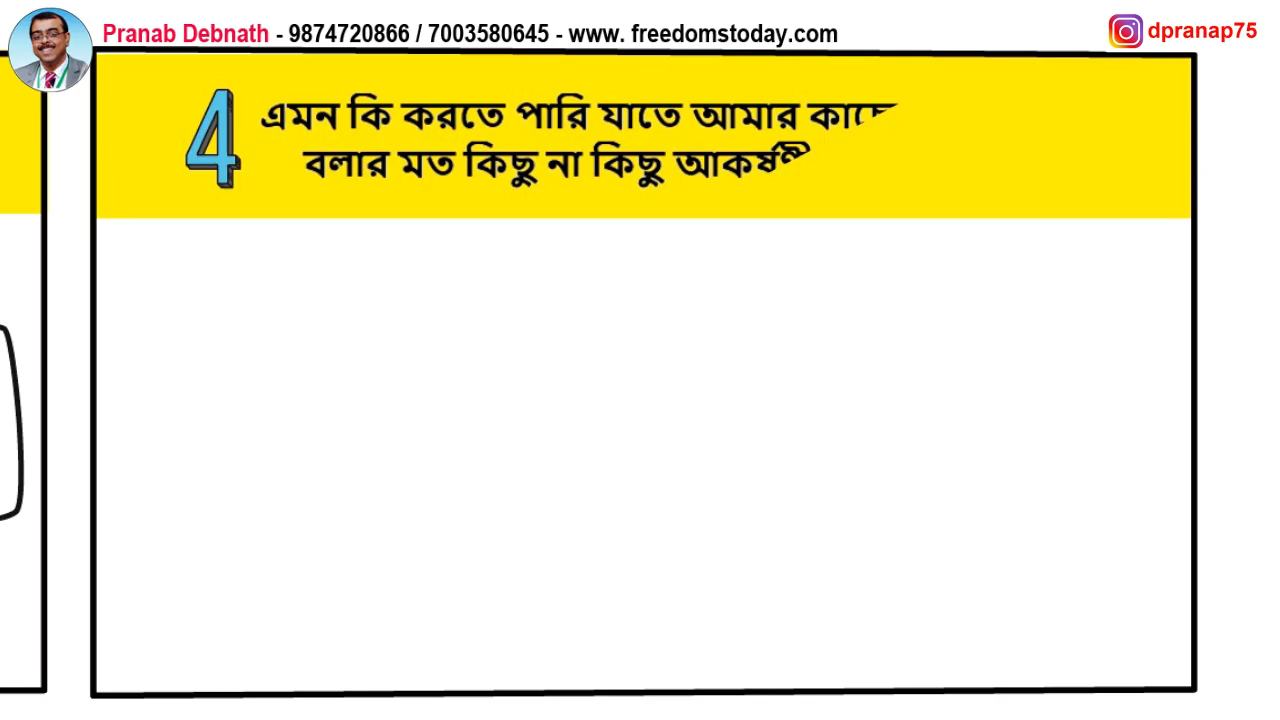 Pranab Debnath - 9874720866 / 7003580645 - www. freedomstoday.com
dpranap75
4
এমন কি করতে পারি যাতে আমার কাছে
বলার মত কিছু না কিছু